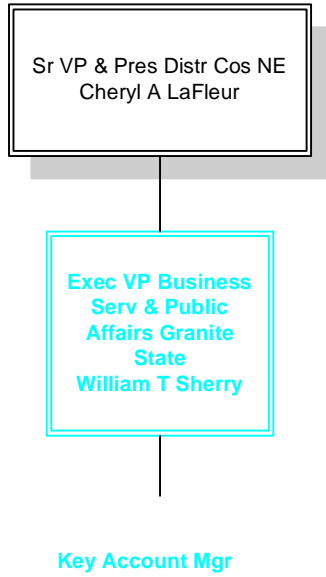 Sr VP & Pres Distr Cos NE
Cheryl A LaFleur
Exec VP Business
Serv & Public
Affairs Granite
State
William T Sherry
Key Account Mgr